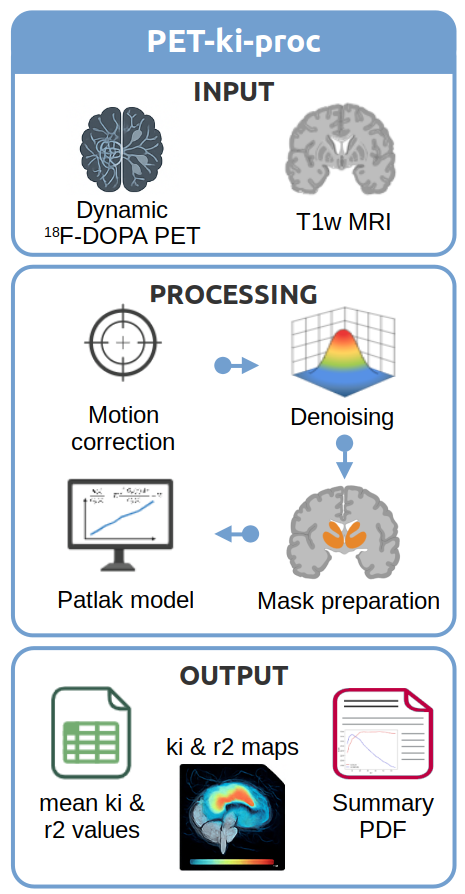 PET-ki-proc
INPUT
Dynamic
¹⁸F-DOPA PET
T1w MRI
PROCESSING
Motion
correction
Denoising
Patlak model
Mask preparation
OUTPUT
mean ki &
r2 values
ki & r2 maps
Summary
PDF